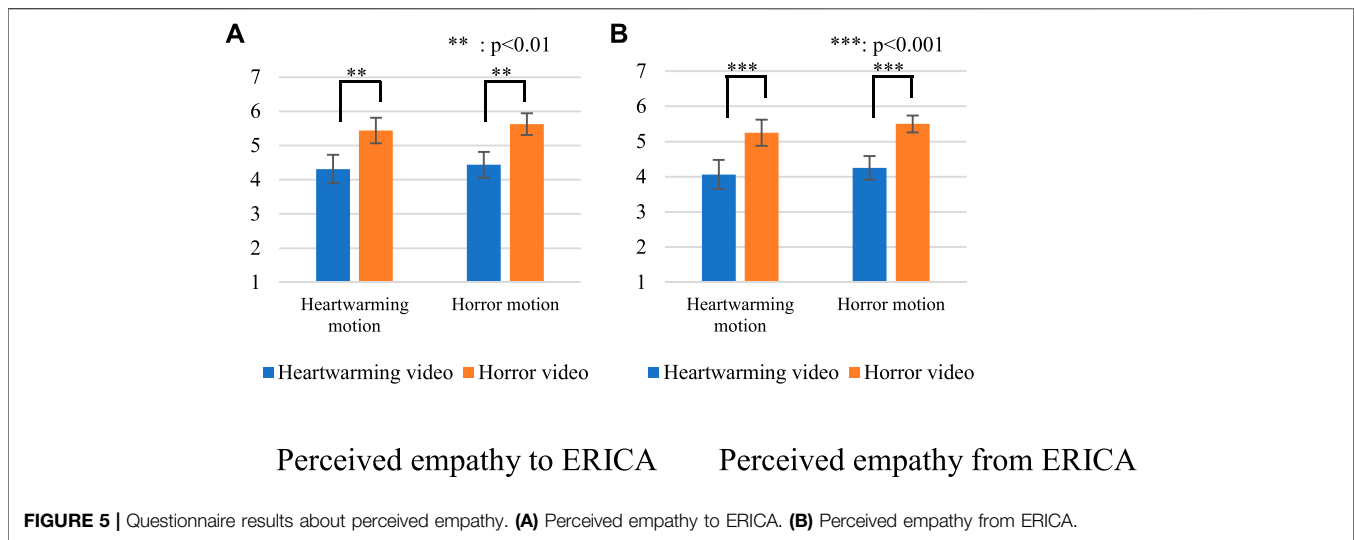 A
** : p<0.01
** **
7
6
5
4
3
2
1
Heartwarming
motion
Horror motion
Heartwarming video Horror video
Perceived empathy to ERICA
B
***: p<0.001
*** ***
7
6
5
4
3
2
1
Heartwarming
motion
Horror motion
Heartwarming video Horror video
Perceived empathy from ERICA
FIGURE 5 | Questionnaire results about perceived empathy. (A) Perceived empathy to ERICA. (B) Perceived empathy from ERICA.